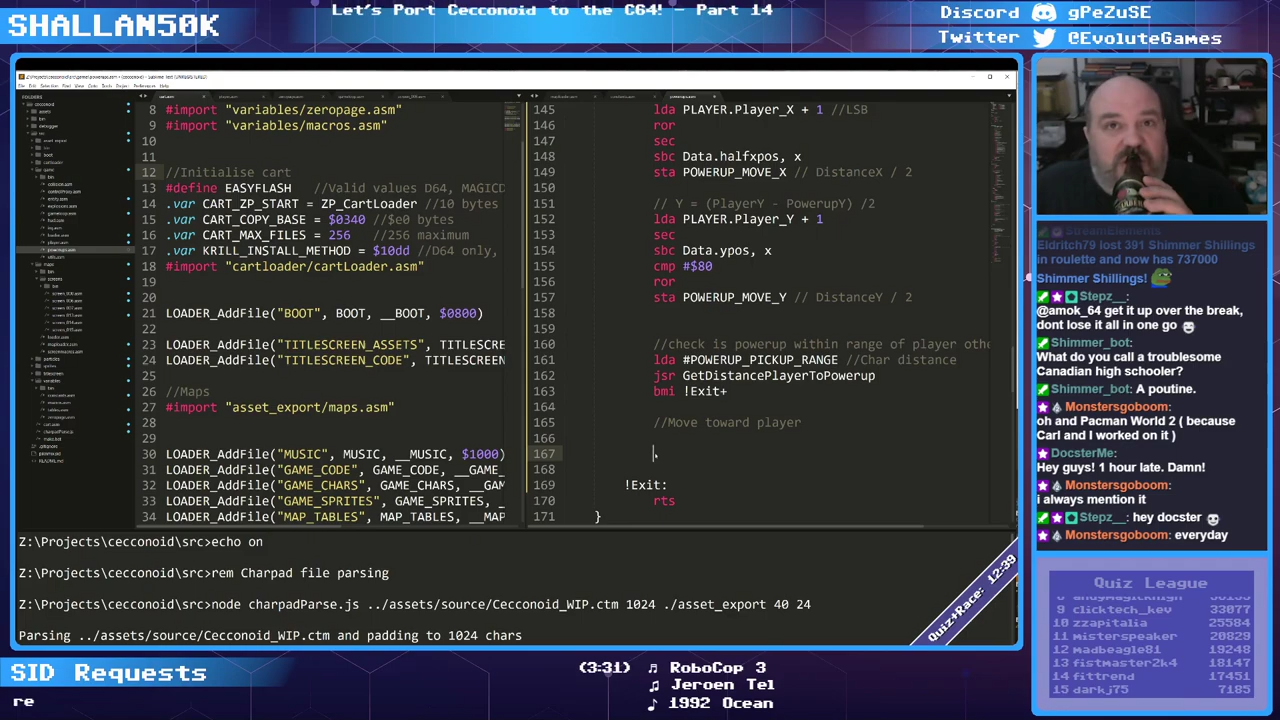 SHALLAN50K
Let's Port Cecconoid to the C64! - Part 14
Discord gPeZuSE
Twitter @EvoluteGames
8 #import "variables/zeropage.asm"
9 #import "variables/macros.asm"
10
11
12 //Initialise cart
13 #define EASYFLASH //Valid values D64, MAGICD
14 .var CART_ZP_START = ZP_CartLoader //10 bytes
15 .var CART_COPY_BASE = $0340 //$e0 bytes
16 .var CART_MAX_FILES = 256 //256 maximum
17 .var KRILL_INSTALL_METHOD = $10dd //D64 only,
18 #import "cartloader/cartLoader.asm"
19
20
21 LOADER_AddFile("BOOT", BOOT, __BOOT, $0800)
22
23 LOADER_AddFile("TITLESCREEN_ASSETS", TITLESCRE
24 LOADER_AddFile("TITLESCREEN_CODE", TITLESCREEN
25
26 //Maps
27 #import "asset_export/maps.asm"
28
29
30 LOADER_AddFile("MUSIC", MUSIC, __MUSIC, $1000)
31 LOADER_AddFile("GAME_CODE", GAME_CODE, __GAME_
32 LOADER_AddFile("GAME_CHARS", GAME_CHARS, __GAM
33 LOADER_AddFile("GAME_SPRITES", GAME_SPRITES, __
34 LOADER_AddFile("MAP_TABLES", MAP_TABLES, __MAP
145 lda PLAYER.Player_X + 1 //LSB
146 ror
147 sec
148 sbc Data.halfxpos, x
149 sta POWERUP_MOVE_X // DistanceX / 2
150
151 // Y = (PlayerY - PowerupY) /2
152 lda PLAYER.Player_Y + 1
153 sec
154 sbc Data.ypos, x
155 cmp #$80
156 ror
157 sta POWERUP_MOVE_Y // DistanceY / 2
158
159
160 //check is powerup within range of player othe
161 lda #POWERUP_PICKUP_RANGE //Char distance
162 jsr GetDistancePlayerToPowerup
163 bmi !Exit+
164
165 //Move toward player
166
167
168
169 !Exit:
170 rts
171 }
Z:\Projects\cecconoid\src>echo on
Z:\Projects\cecconoid\src>rem Charpad file parsing
Z:\Projects\cecconoid\src>node charpadParse.js ../assets/source/Cecconoid_WIP.ctm 1024 ./asset_export 40 24
Parsing ../assets/source/Cecconoid_WIP.ctm and padding to 1024 chars
Quiz+Race: 12:39
StreamElements
Eldritch79 lost 391 Shimmer Shillings
in roulette and now has 737000
Shimmer Shillings!
Stepz__:
@amok_64 get it up over the break,
dont lose it all in one go
Shimmer_bot:
What do you call a troublesome
Canadian high schooler?
Shimmer_bot: A poutine.
Monstersgoboom:
oh and Pacman World 2 ( because
Carl and I worked on it )
DocsterMe:
Hey guys! 1 hour late. Damn!
Monstersgoboom:
i always mention it
Stepz__: hey docster
Monstersgoboom: everyday
Quiz League
9 clicktech_kev 33077
10 zzapitalia 25584
11 misterspeaker 20829
12 madbeagle81 19248
13 fistmaster2k4 18147
14 fittrend 17451
15 darkj75 7185
SID Requests
re
(3:31) RoboCop 3
Jeroen Tel
1992 Ocean